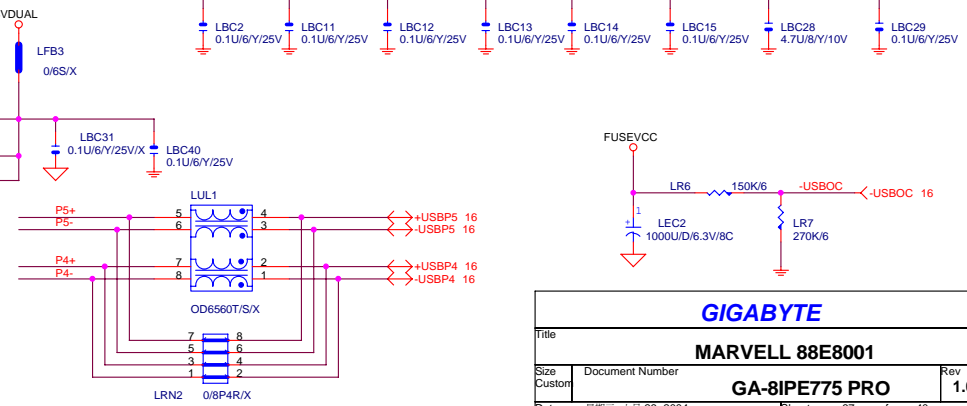 VDUAL
LFB3
0/6S/X
LBC2
0.1U/6/Y/25V
LBC11
0.1U/6/Y/25V
LBC12
0.1U/6/Y/25V
LBC13
0.1U/6/Y/25V
LBC14
0.1U/6/Y/25V
LBC15
0.1U/6/Y/25V
LBC28
4.7U/8/Y/10V
LBC29
0.1U/6/Y/25V
LBC31
0.1U/6/Y/25V/X
LBC40
0.1U/6/Y/25V
FUSEVCC
LR6 150K/6 -USBOC -USBOC 16
1
+
LEC2
1000U/D/6.3V/8C
LR7
270K/6
LUL1
P5+ 5 4 +USBP5 16
P5- 6 3 -USBP5 16
P4+ 7 2 +USBP4 16
P4- 8 1 -USBP4 16
OD6560T/S/X
7 8
5 6
3 4
1 2
LRN2 0/8P4R/X
GIGABYTE
Title
MARVELL 88E8001
Size Document Number Rev
Custom GA-8IPE775 PRO